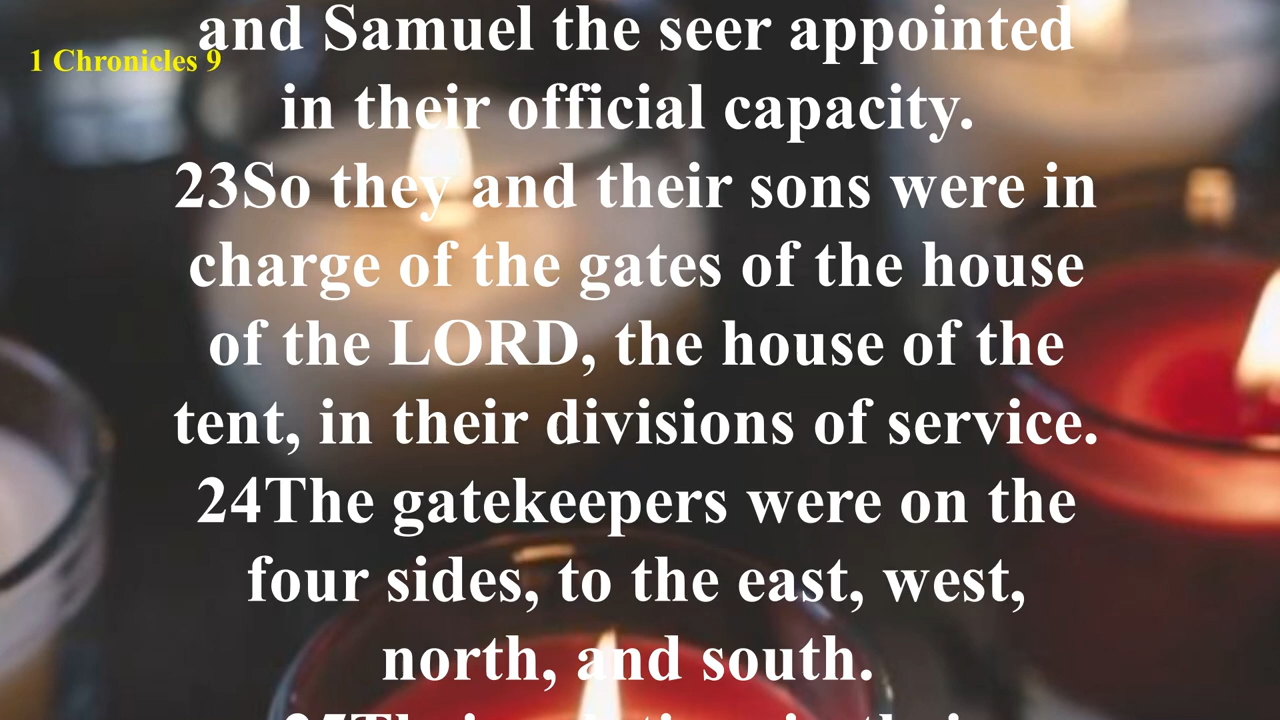 and Samuel the seer appointed
1 Chronicles 9
in their official capacity.
23So they and their sons were in
charge of the gates of the house
of the LORD, the house of the
tent, in their divisions of service.
24The gatekeepers were on the
four sides, to the east, west,
north, and south.